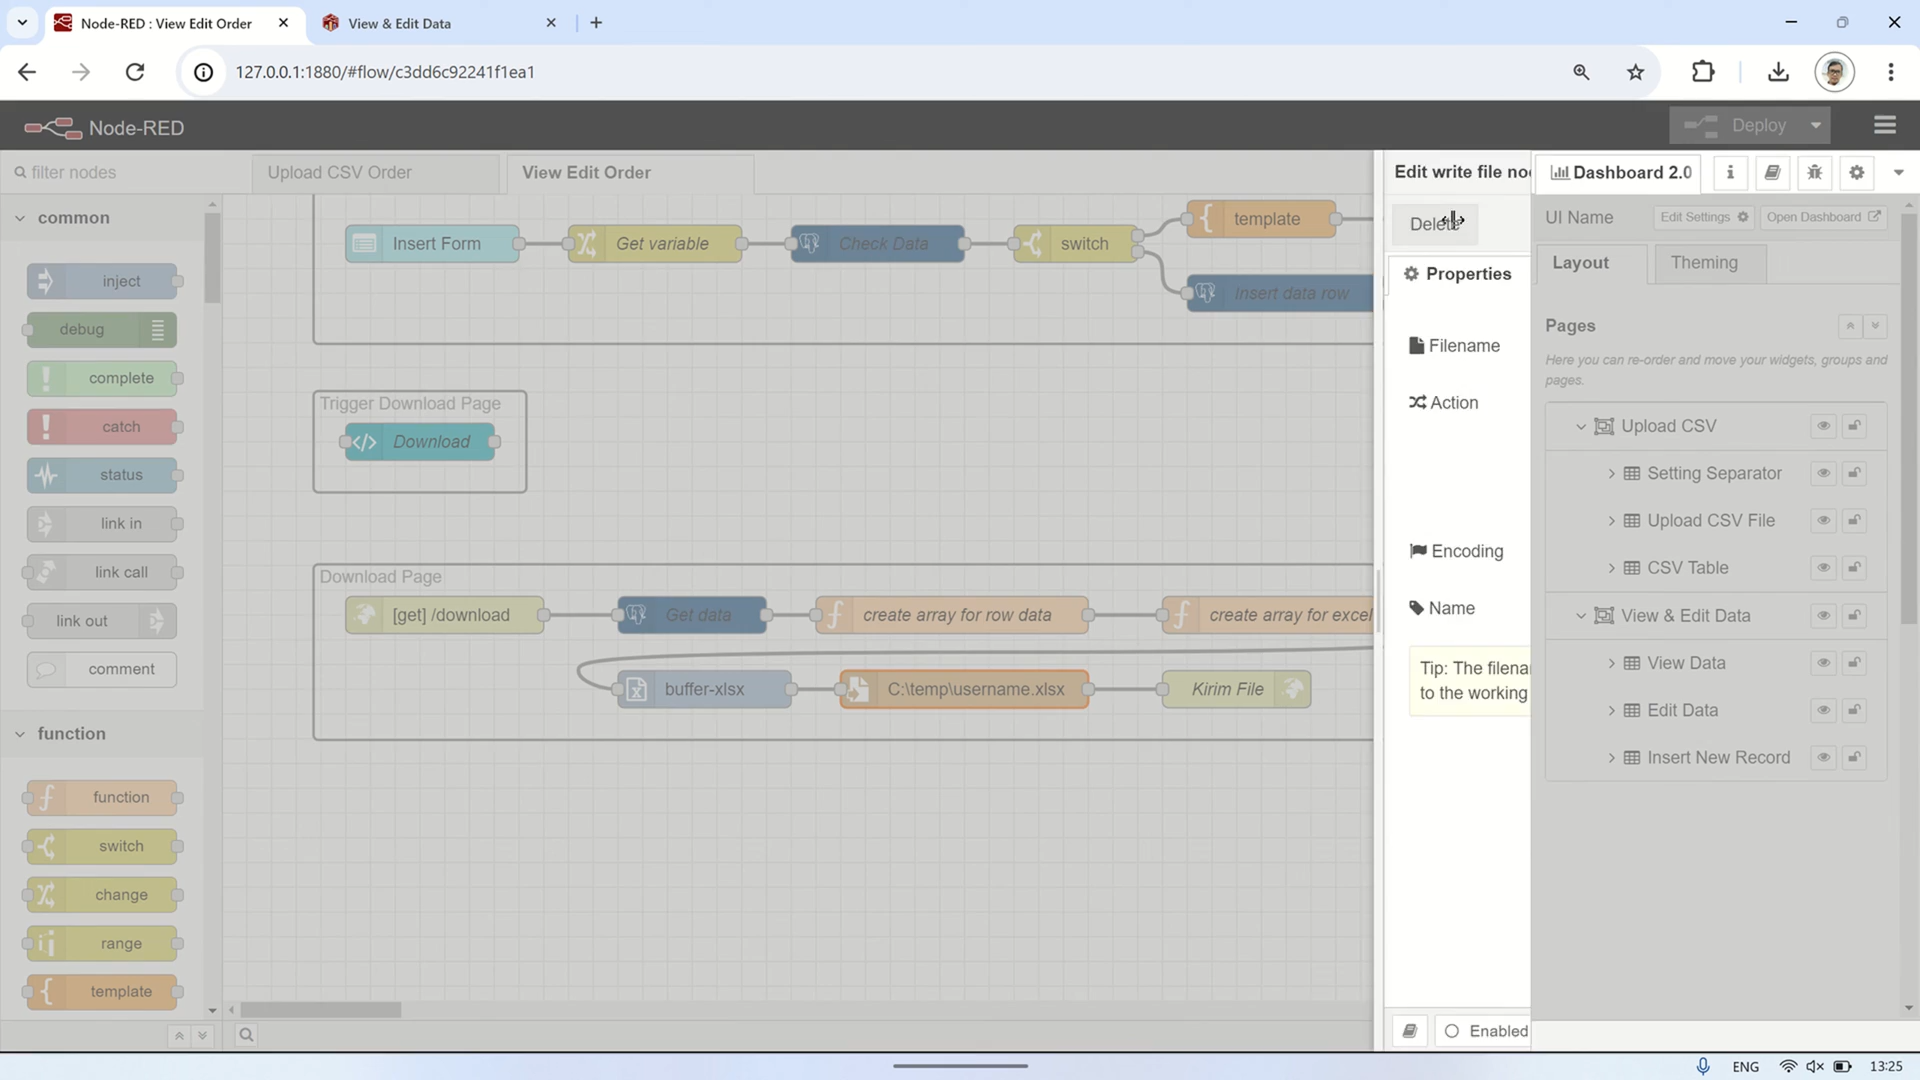 Node-RED : View Edit Order
View & Edit Data
127.0.0.1:1880/#flow/c3dd6c92241f1ea1
Node-RED
Deploy
filter nodes
Upload CSV Order
View Edit Order
Edit write file no
Dashboard 2.0
common
inject
debug
complete
catch
status
link in
link call
link out
comment
function
function
switch
change
range
template
Insert Form
Get variable
Check Data
switch
template
Insert data row
Trigger Download Page
Download
Download Page
[get] /download
Get data
create array for row data
create array for excel
buffer-xlsx
C:\temp\username.xlsx
Kirim File
Properties
Filename
Action
Encoding
Name
Tip: The filena
to the working
Enabled
UI Name
Edit Settings
Open Dashboard
Layout
Theming
Pages
Here you can re-order and move your widgets, groups and
pages.
Upload CSV
Setting Separator
Upload CSV File
CSV Table
View & Edit Data
View Data
Edit Data
Insert New Record
ENG
13:25